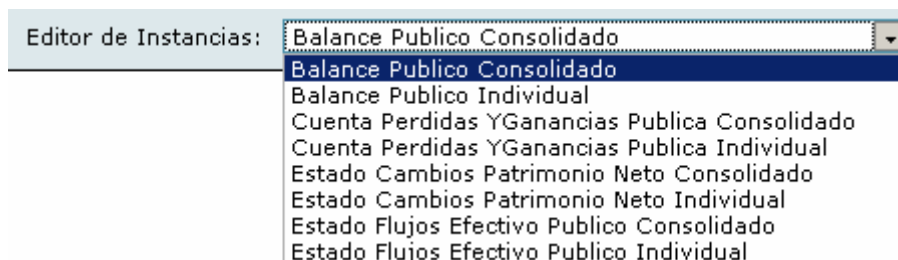 Editor de Instancias: Balance Publico Consolidado
Balance Publico Consolidado
Balance Publico Individual
Cuenta Perdidas YGanancias Publica Consolidado
Cuenta Perdidas YGanancias Publica Individual
Estado Cambios Patrimonio Neto Consolidado
Estado Cambios Patrimonio Neto Individual
Estado Flujos Efectivo Publico Consolidado
Estado Flujos Efectivo Publico Individual